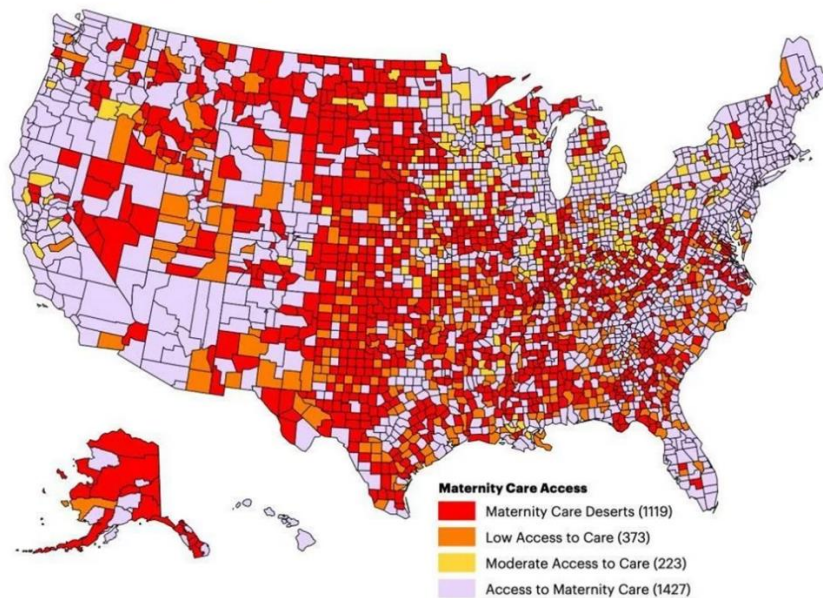 Maternity Care Access
Maternity Care Deserts (1119)
Low Access to Care (373)
Moderate Access to Care (223)
Access to Maternity Care (1427)